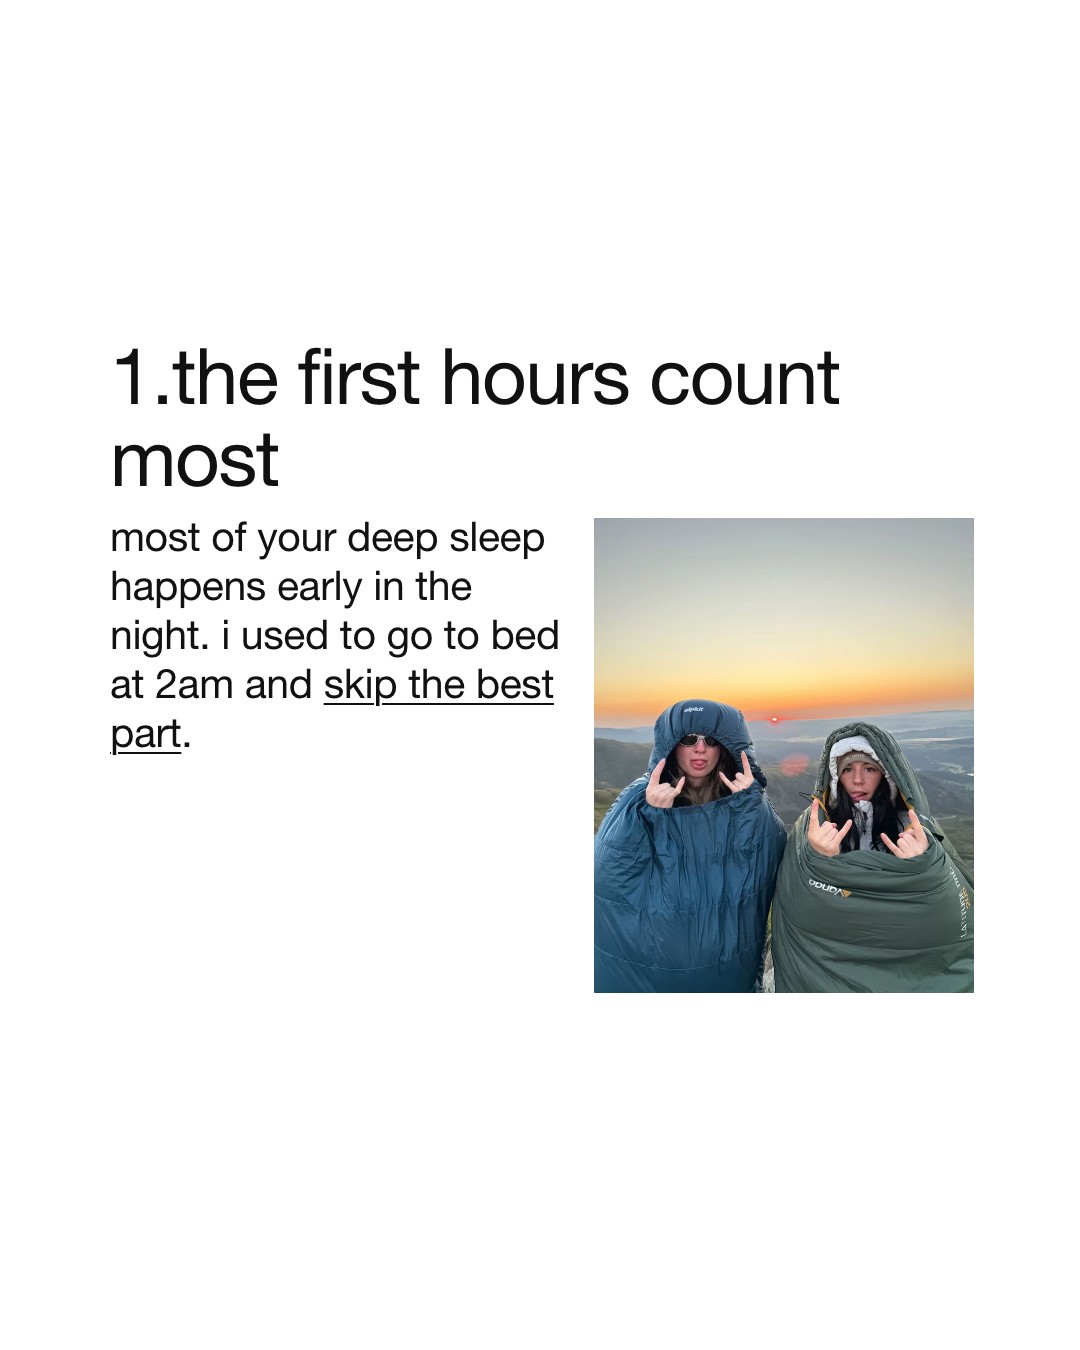 1.the first hours count
most
most of your deep sleep
happens early in the
night. i used to go to bed
at 2am and skip the best
part.
Vango